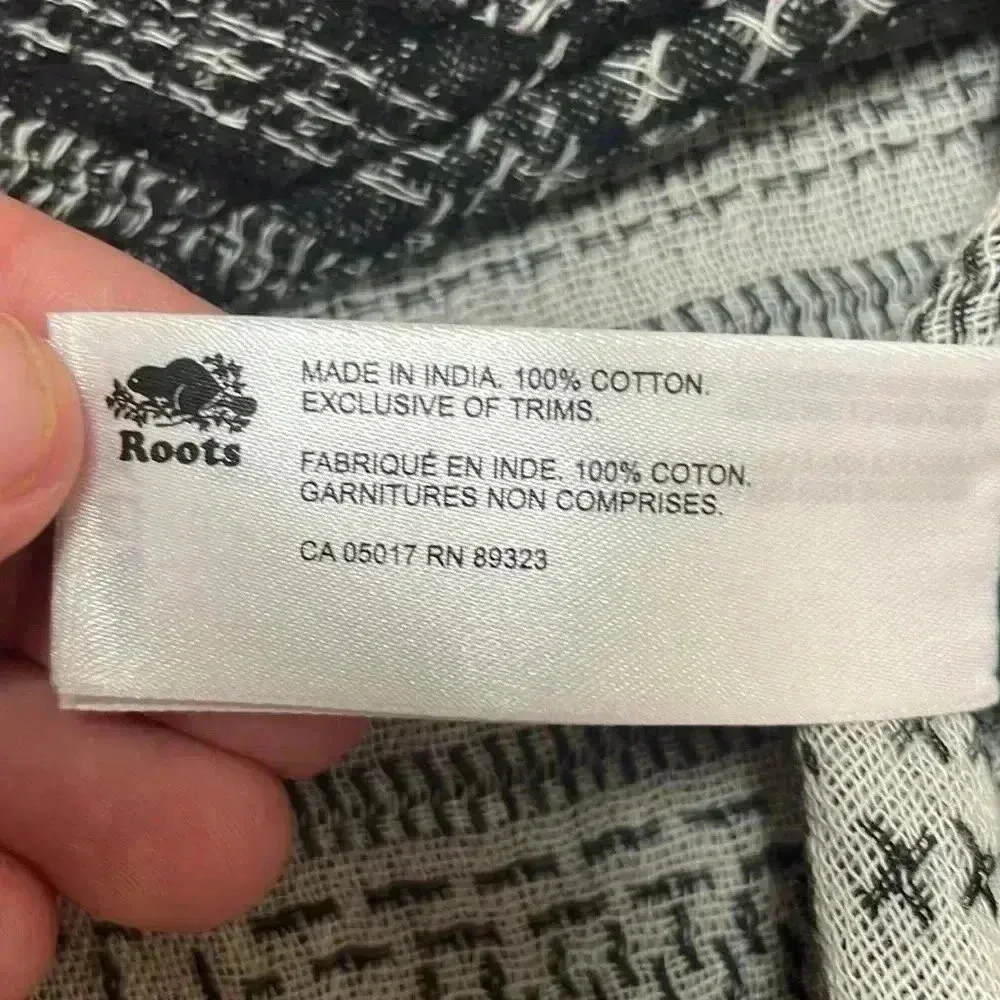 Roots
MADE IN INDIA. 100% COTTON.
EXCLUSIVE OF TRIMS.
FABRIQUÉ EN INDE. 100% COTON.
GARNITURES NON COMPRISES.
CA 05017 RN 89323